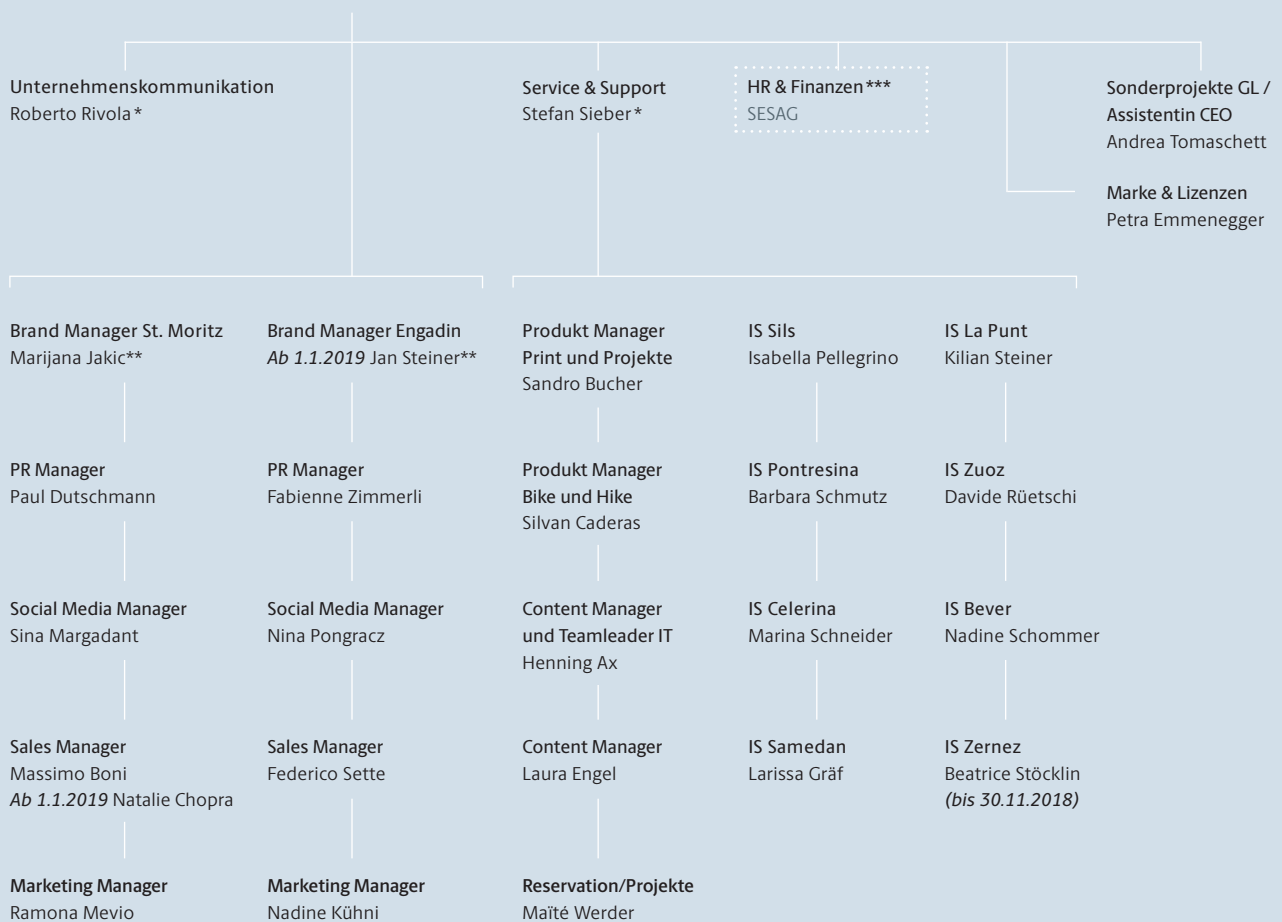 Unternehmenskommunikation
Roberto Rivola*
Service & Support
Stefan Sieber*
HR & Finanzen***
SESAG
Sonderprojekte GL /
Assistentin CEO
Andrea Tomaschett
Marke & Lizenzen
Petra Emmenegger
Brand Manager St. Moritz
Marijana Jakic**
PR Manager
Paul Dutschmann
Social Media Manager
Sina Margadant
Sales Manager
Massimo Boni
Ab 1.1.2019 Natalie Chopra
Marketing Manager
Ramona Mevio
Brand Manager Engadin
Ab 1.1.2019 Jan Steiner**
PR Manager
Fabienne Zimmerli
Social Media Manager
Nina Pongracz
Sales Manager
Federico Sette
Marketing Manager
Nadine Kühni
Produkt Manager
Print und Projekte
Sandro Bucher
Produkt Manager
Bike und Hike
Silvan Caderas
Content Manager
und Teamleader IT
Henning Ax
Content Manager
Laura Engel
Reservation/Projekte
Maïté Werder
IS Sils
Isabella Pellegrino
IS Pontresina
Barbara Schmutz
IS Celerina
Marina Schneider
IS Samedan
Larissa Gräf
IS La Punt
Kilian Steiner
IS Zuoz
Davide Rüetschi
IS Bever
Nadine Schommer
IS Zernez
Beatrice Stöcklin
(bis 30.11.2018)